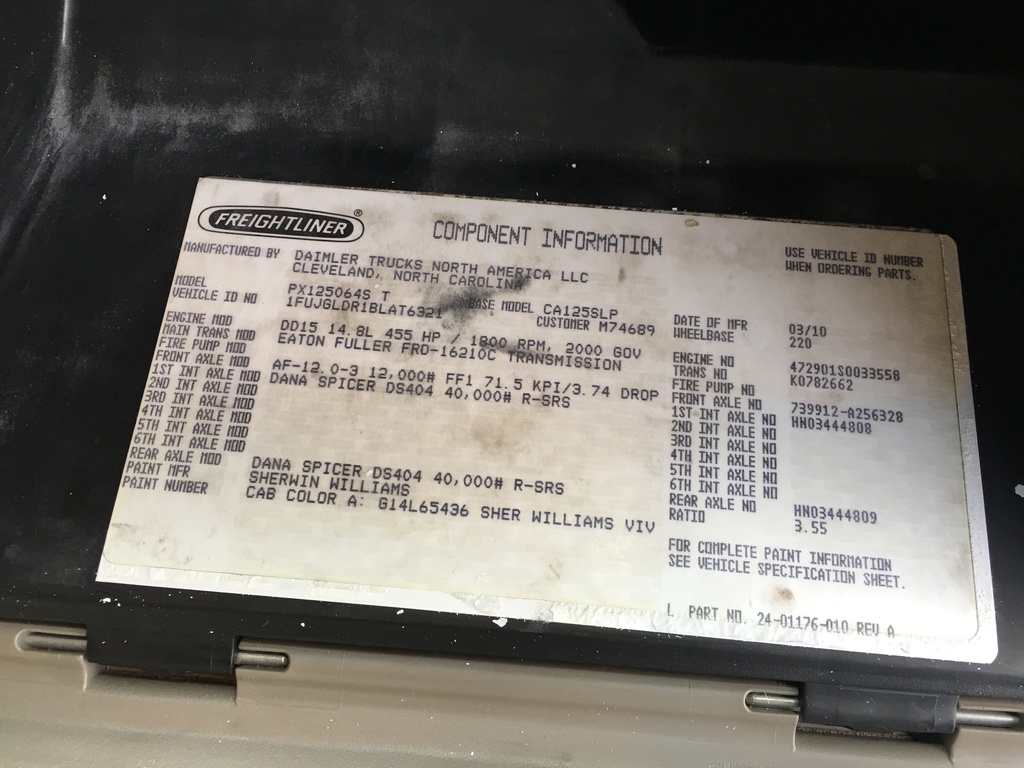 FREIGHTLINER®
COMPONENT INFORMATION
USE VEHICLE ID NUMBER
WHEN ORDERING PARTS.
MANUFACTURED BY DAIMLER TRUCKS NORTH AMERICA LLC
CLEVELAND, NORTH CAROLINA
MODEL PX125064S T BASE MODEL CA125SLP
VEHICLE ID NO 1FUJGLDR1BLAT6321 CUSTOMER M74689
DATE OF MFR 03/10
WHEELBASE 220
ENGINE MOD DD15 14.8L 455 HP / 1800 RPM, 2000 GOV
MAIN TRANS MOD EATON FULLER FRO-16210C TRANSMISSION
FIRE PUMP MOD
FRONT AXLE MOD AF-12.0-3 12,000# FF1 71.5 KPI/3.74 DROP
1ST INT AXLE MOD DANA SPICER DS404 40,000# R-SRS
2ND INT AXLE MOD
3RD INT AXLE MOD
4TH INT AXLE MOD
5TH INT AXLE MOD
6TH INT AXLE MOD
REAR AXLE MOD DANA SPICER DS404 40,000# R-SRS
PAINT MFR SHERWIN WILLIAMS
PAINT NUMBER CAB COLOR A: G14L65436 SHER WILLIAMS VIV
ENGINE NO 472901S0033558
TRANS NO K0782662
FIRE PUMP NO
FRONT AXLE NO 739912-A256328
1ST INT AXLE NO HN03444808
2ND INT AXLE NO
3RD INT AXLE NO
4TH INT AXLE NO
5TH INT AXLE NO
6TH INT AXLE NO
REAR AXLE NO HN03444809
RATIO 3.55
FOR COMPLETE PAINT INFORMATION
SEE VEHICLE SPECIFICATION SHEET.
L PART NO. 24-01176-010 REV A